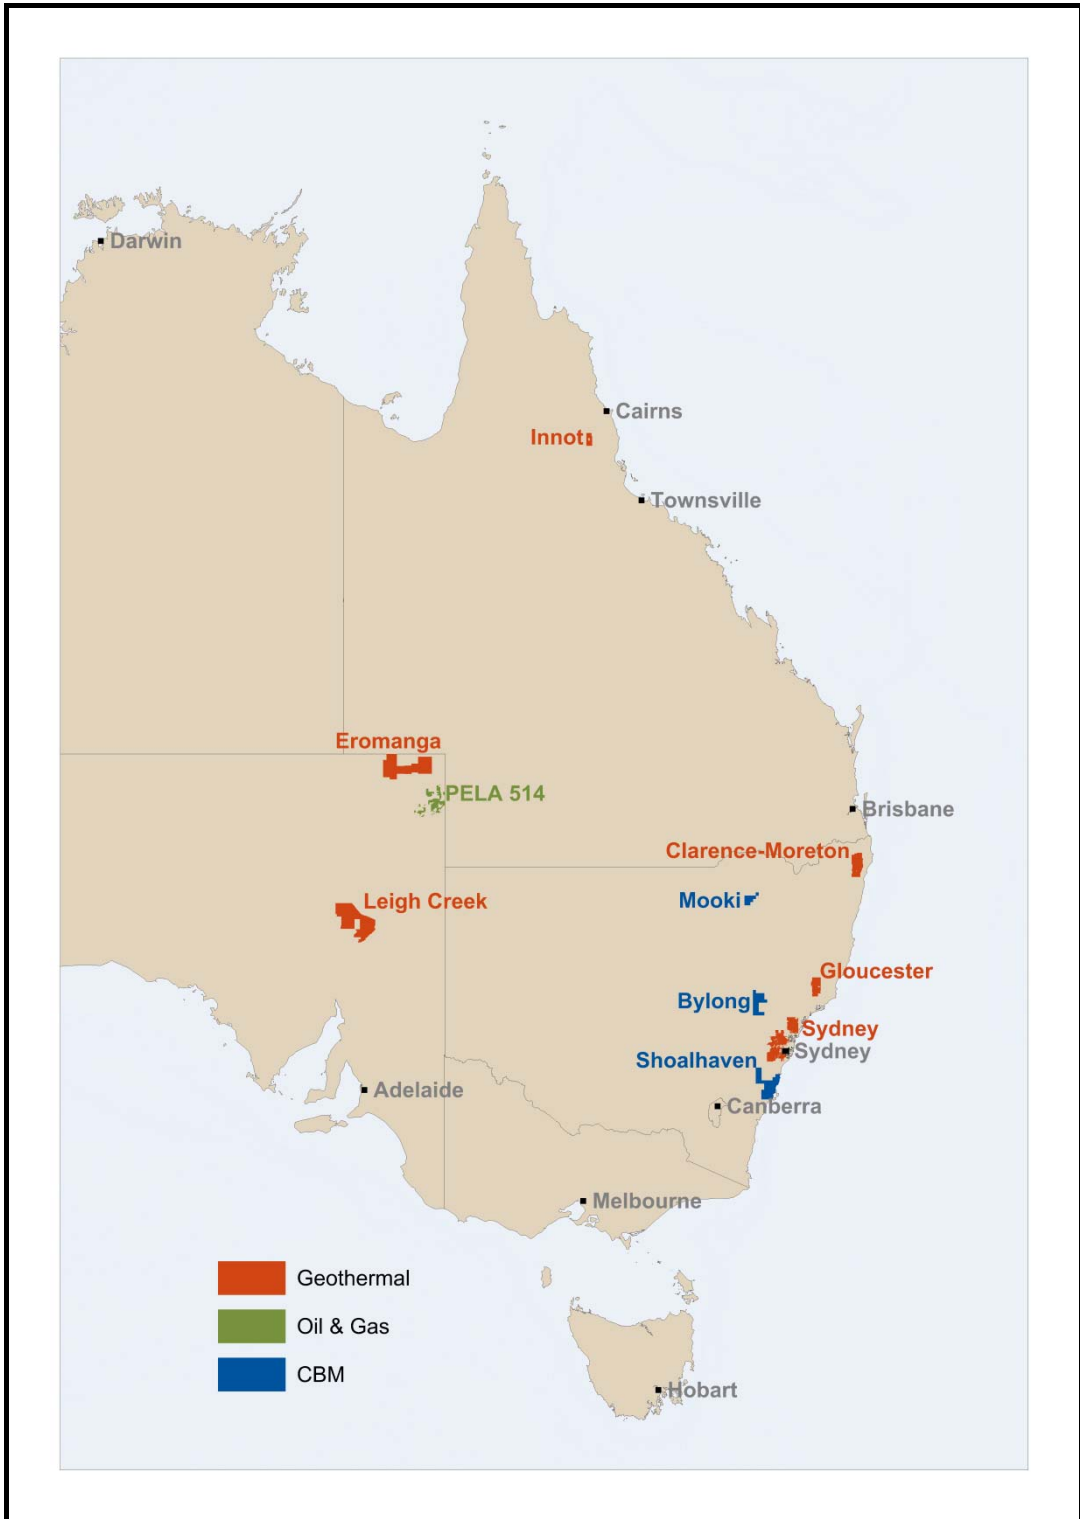 Darwin
Cairns
Innot
Townsville
Eromanga
PELA 514
Brisbane
Clarence-Moreton
Leigh Creek
Mooki
Gloucester
Bylong
Sydney
Sydney
Shoalhaven
Adelaide
Canberra
Melbourne
Geothermal
Oil & Gas
CBM
Hobart